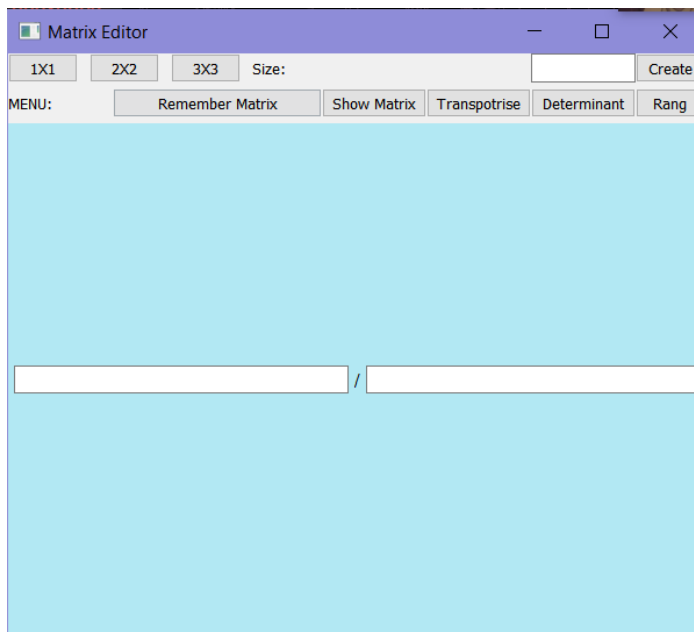 Matrix Editor
1X1 2X2 3X3 Size: Create
MENU: Remember Matrix Show Matrix Transpotrise Determinant Rang
/